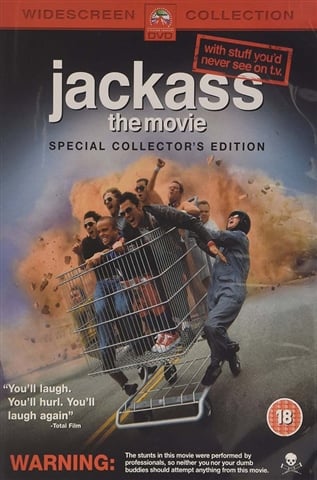 WIDESCREEN COLLECTION
DVD
with stuff you'd
never see on t.v.
jackass
the movie
SPECIAL COLLECTOR'S EDITION
"You'll laugh.
You'll hurl. You'll
laugh again"
-Total Film
18
WARNING:
The stunts in this movie were performed by
professionals, so neither you nor your dumb
buddies should attempt anything from this movie.